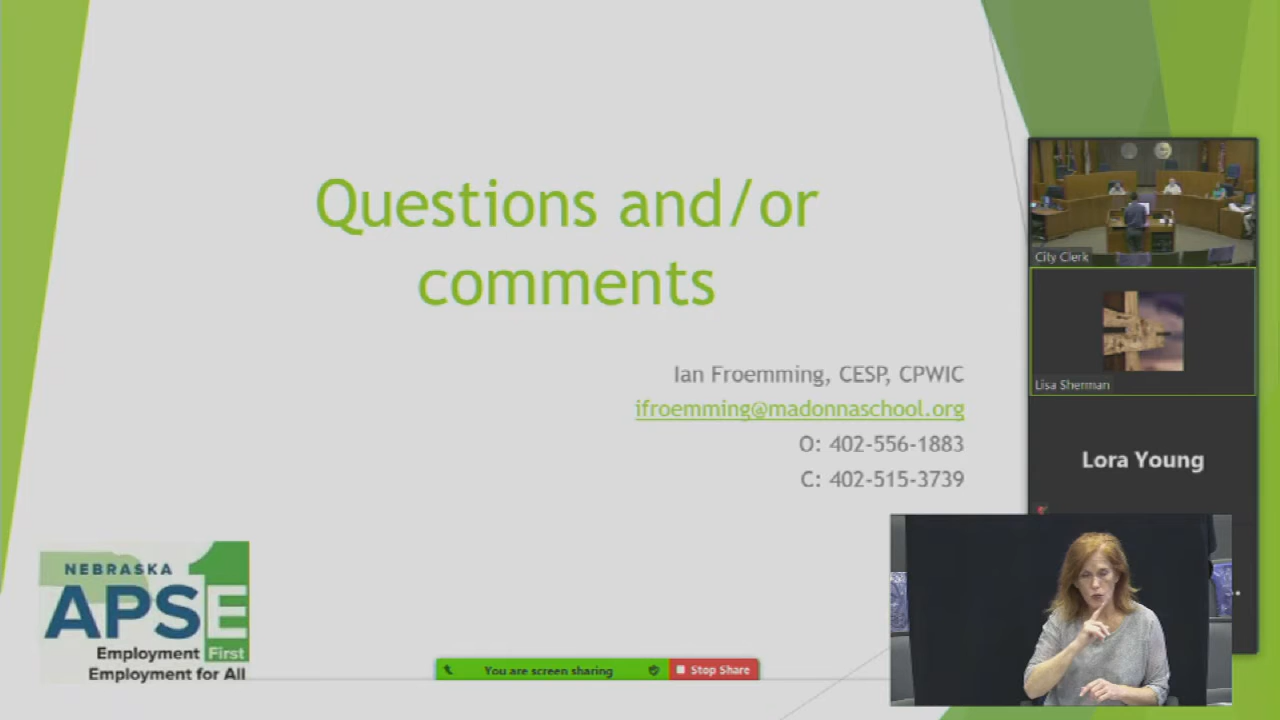 Questions and/or
comments
Ian Froemming, CESP, CPWIC
ifroemming@madonnaschool.org
O: 402-556-1883
C: 402-515-3739
NEBRASKA
APSE
1
Employment First
Employment for All
You are screen sharing
Stop Share
City Clerk
Lisa Sherman
Lora Young